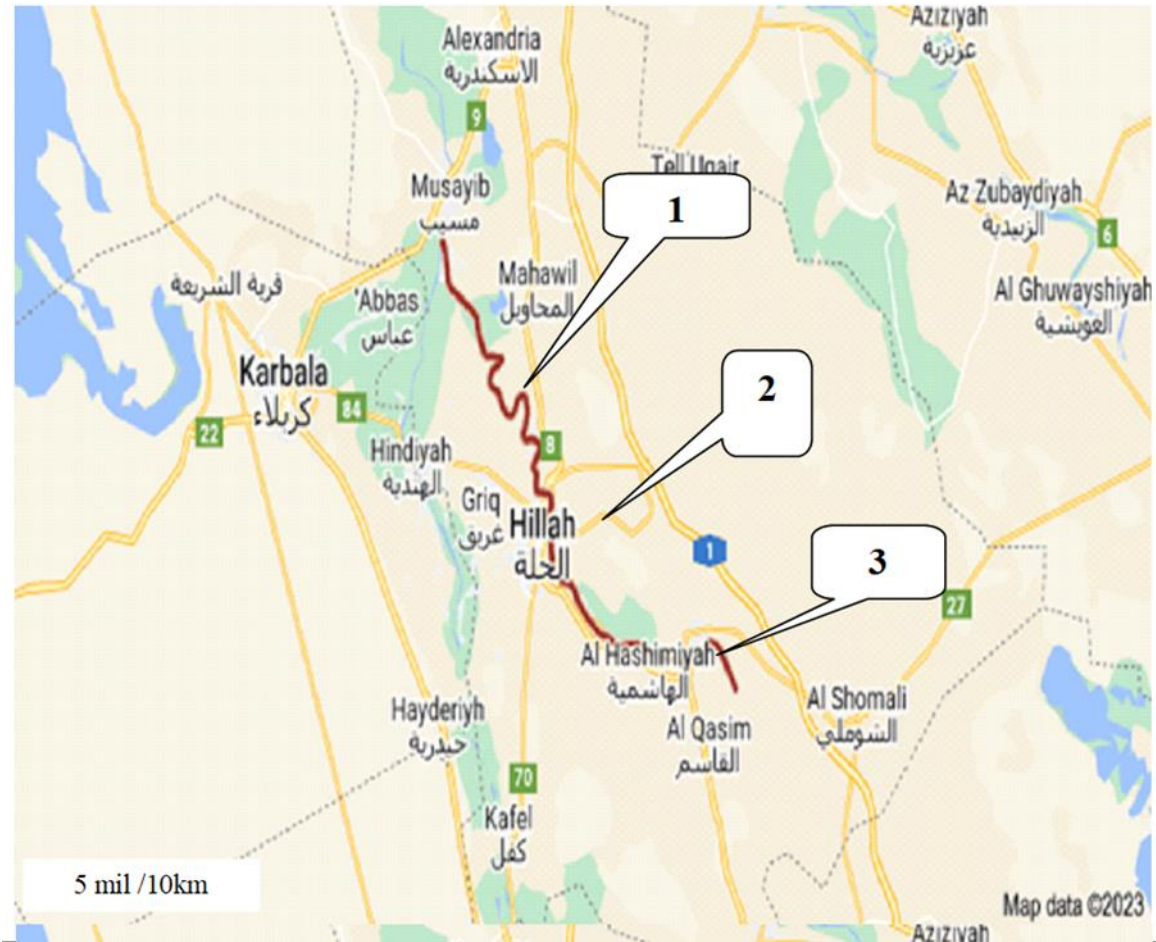 Aziziyah
عزيزية
Alexandria
الاسكندرية
9
Tell Uqair
1
Musayib
مسيب
Az Zubaydiyah
الزبيدية
6
Mahawil
المحاويل
قرية الشريعة
'Abbas
عباس
Al Ghuwayshiyah
الغويشية
Karbala
كربلاء
84
22
2
8
Hindiyah
الهندية
Griq
غريق
Hillah
الحلة
1
3
27
Al Hashimiyah
الهاشمية
Al Shomali
الشوملي
Hayderiyh
حيدرية
Al Qasim
القاسم
70
Kafel
كفل
5 mil /10km
Map data ©2023
Aziziyah